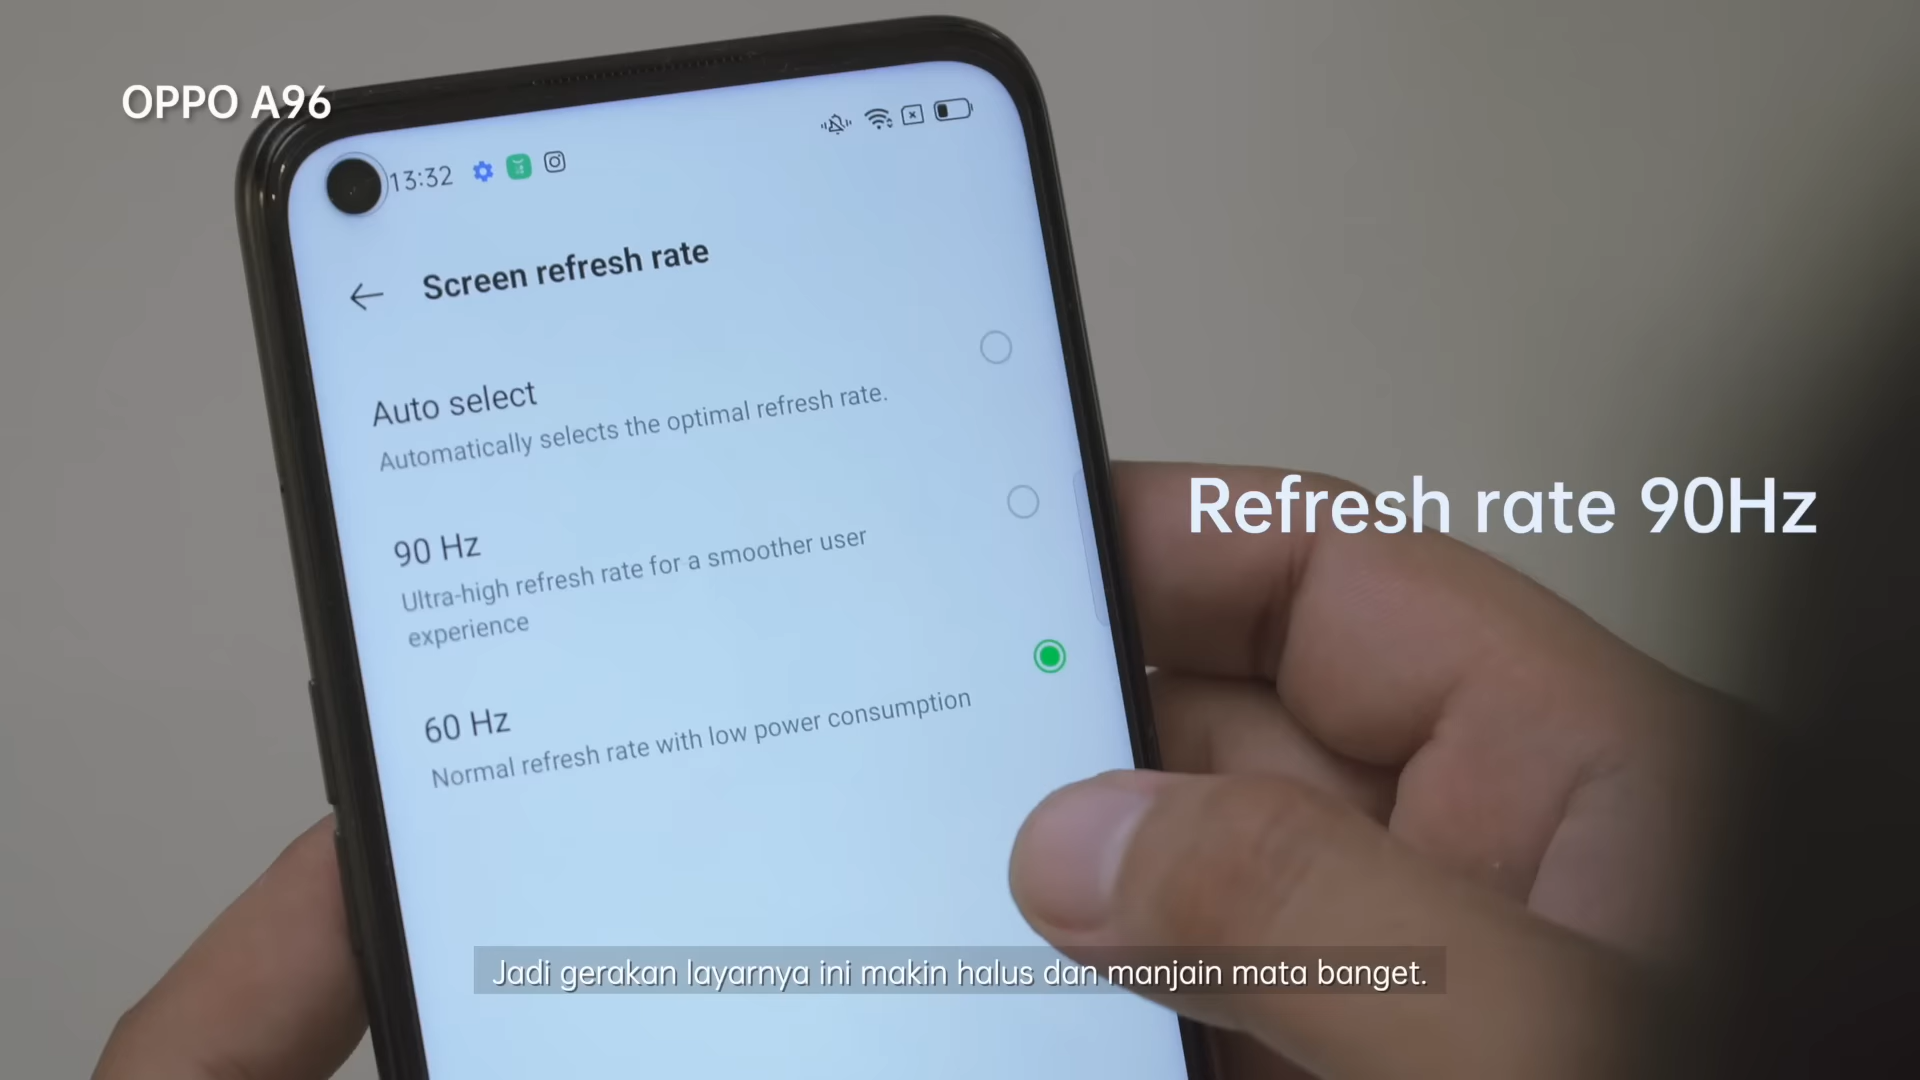 OPPO A96
13:32
Screen refresh rate
Auto select
Automatically selects the optimal refresh rate.
90 Hz
Ultra-high refresh rate for a smoother user
experience
60 Hz
Normal refresh rate with low power consumption
Refresh rate 90Hz
Jadi gerakan layarnya ini makin halus dan manjain mata banget.